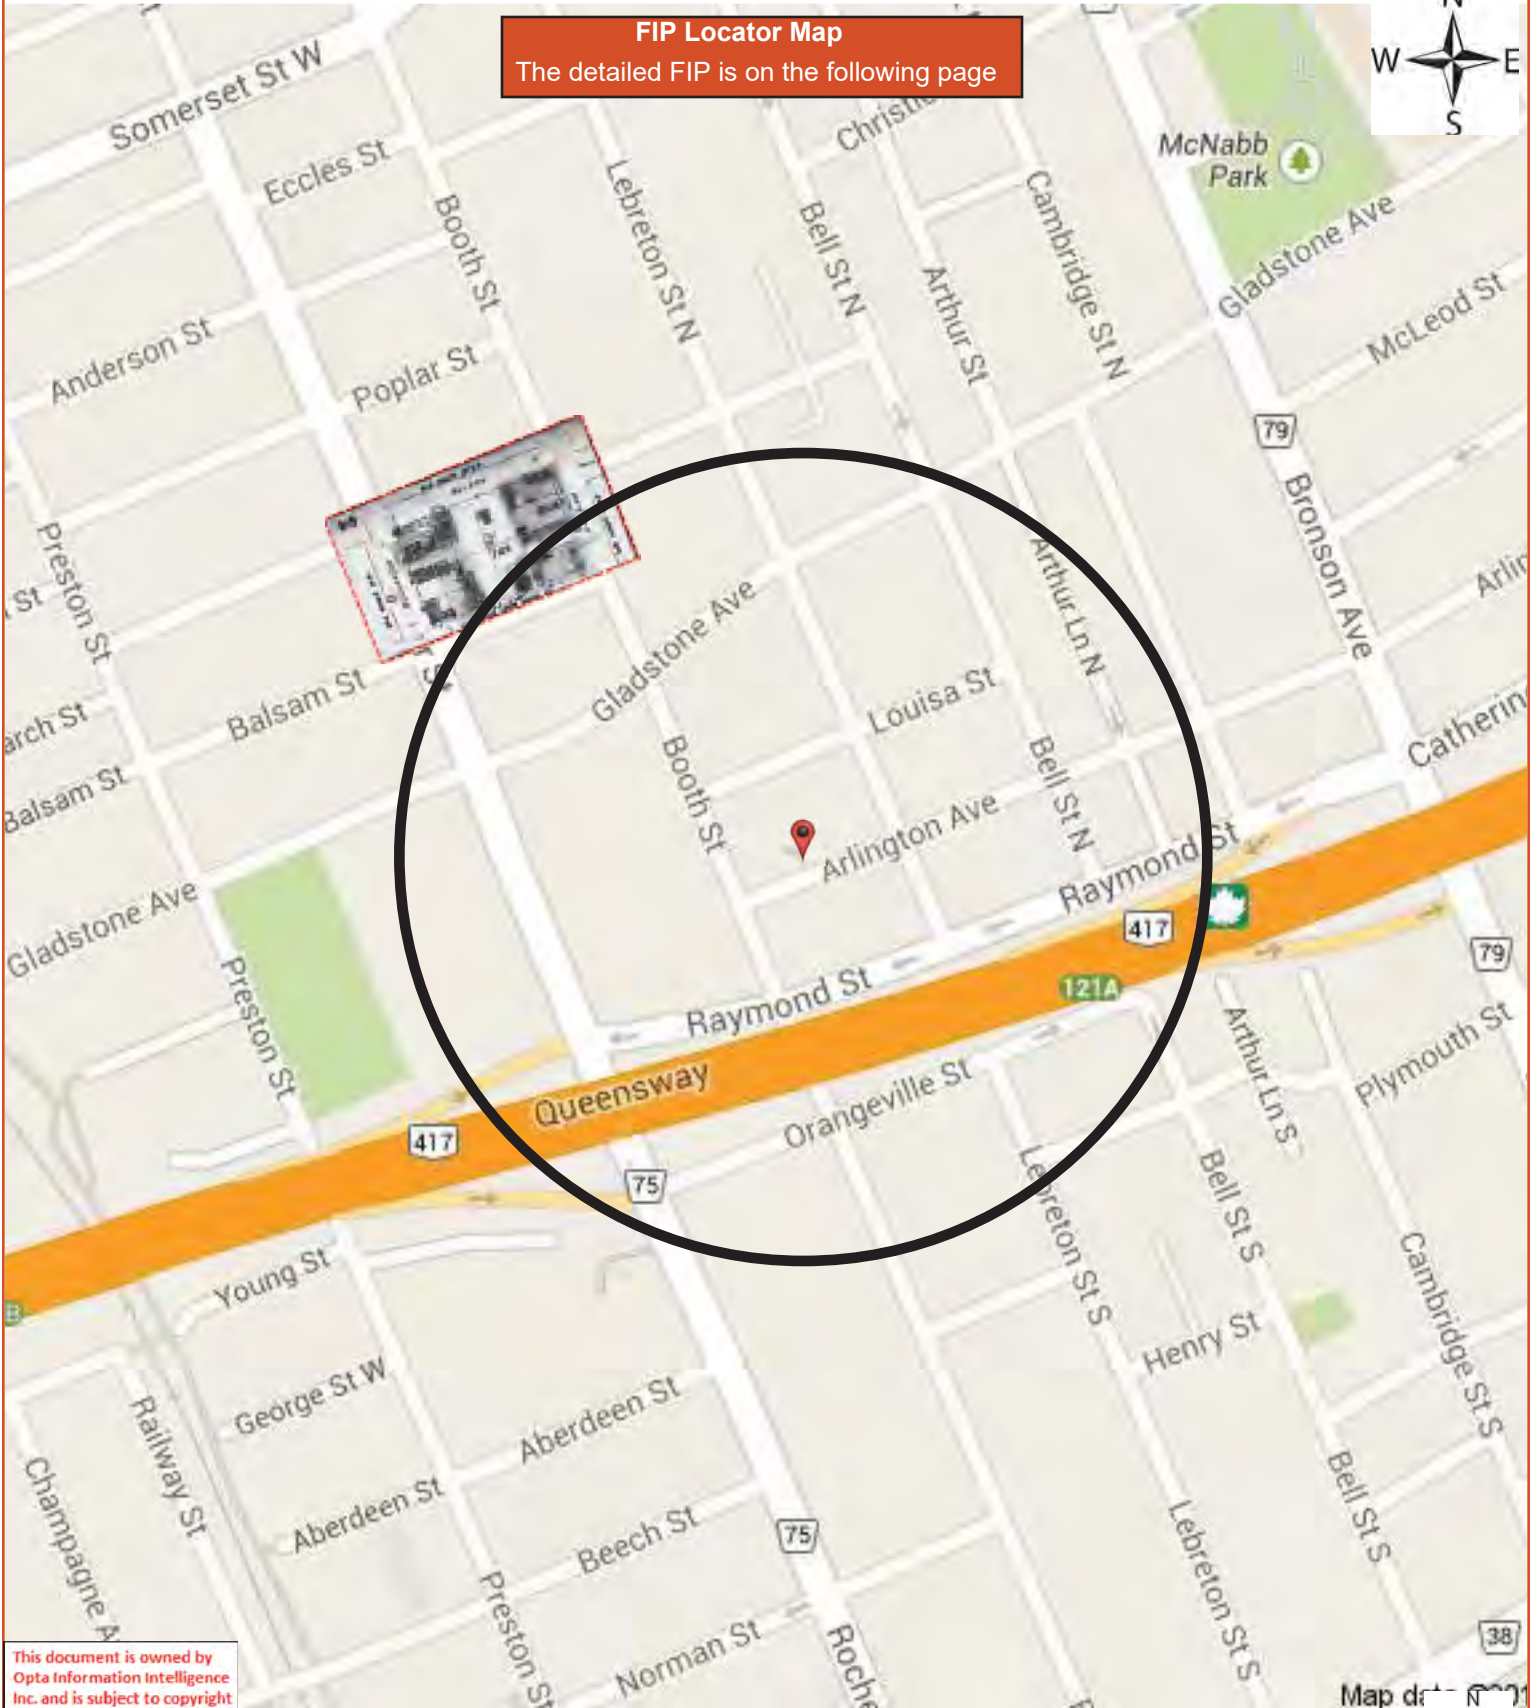 FIP Locator Map
The detailed FIP is on the following page
N
W
E
S
Somerset St W
Eccles St
Booth St
Lebreton St N
Bell St N
Arthur St
Cambridge St N
McNabb
Park
Gladstone Ave
McLeod St
Anderson St
Poplar St
79
Preston St
Bronson Ave
Arthur Ln N
St
Balsam St
Gladstone Ave
Louisa St
Booth St
Bell St N
Arlington Ave
Balsam St
Raymond St
417
Gladstone Ave
121A
79
Preston St
Raymond St
Arthur Ln S
Plymouth St
Queensway
Orangeville St
417
75
Lebreton St S
Bell St S
Cambridge St S
Young St
Henry St
George St W
Railway St
Aberdeen St
Aberdeen St
Beech St
75
Bell St S
Lebreton St S
Preston St
Norman St
38
This document is owned by
Opta Information Intelligence
Inc. and is subject to copyright